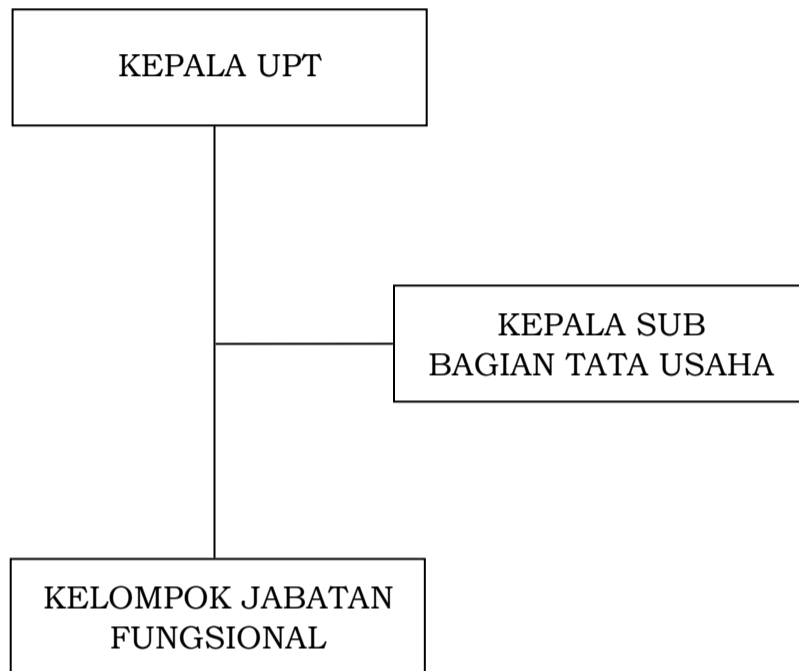 KEPALA UPT
KEPALA SUB
BAGIAN TATA USAHA
KELOMPOK JABATAN
FUNGSIONAL